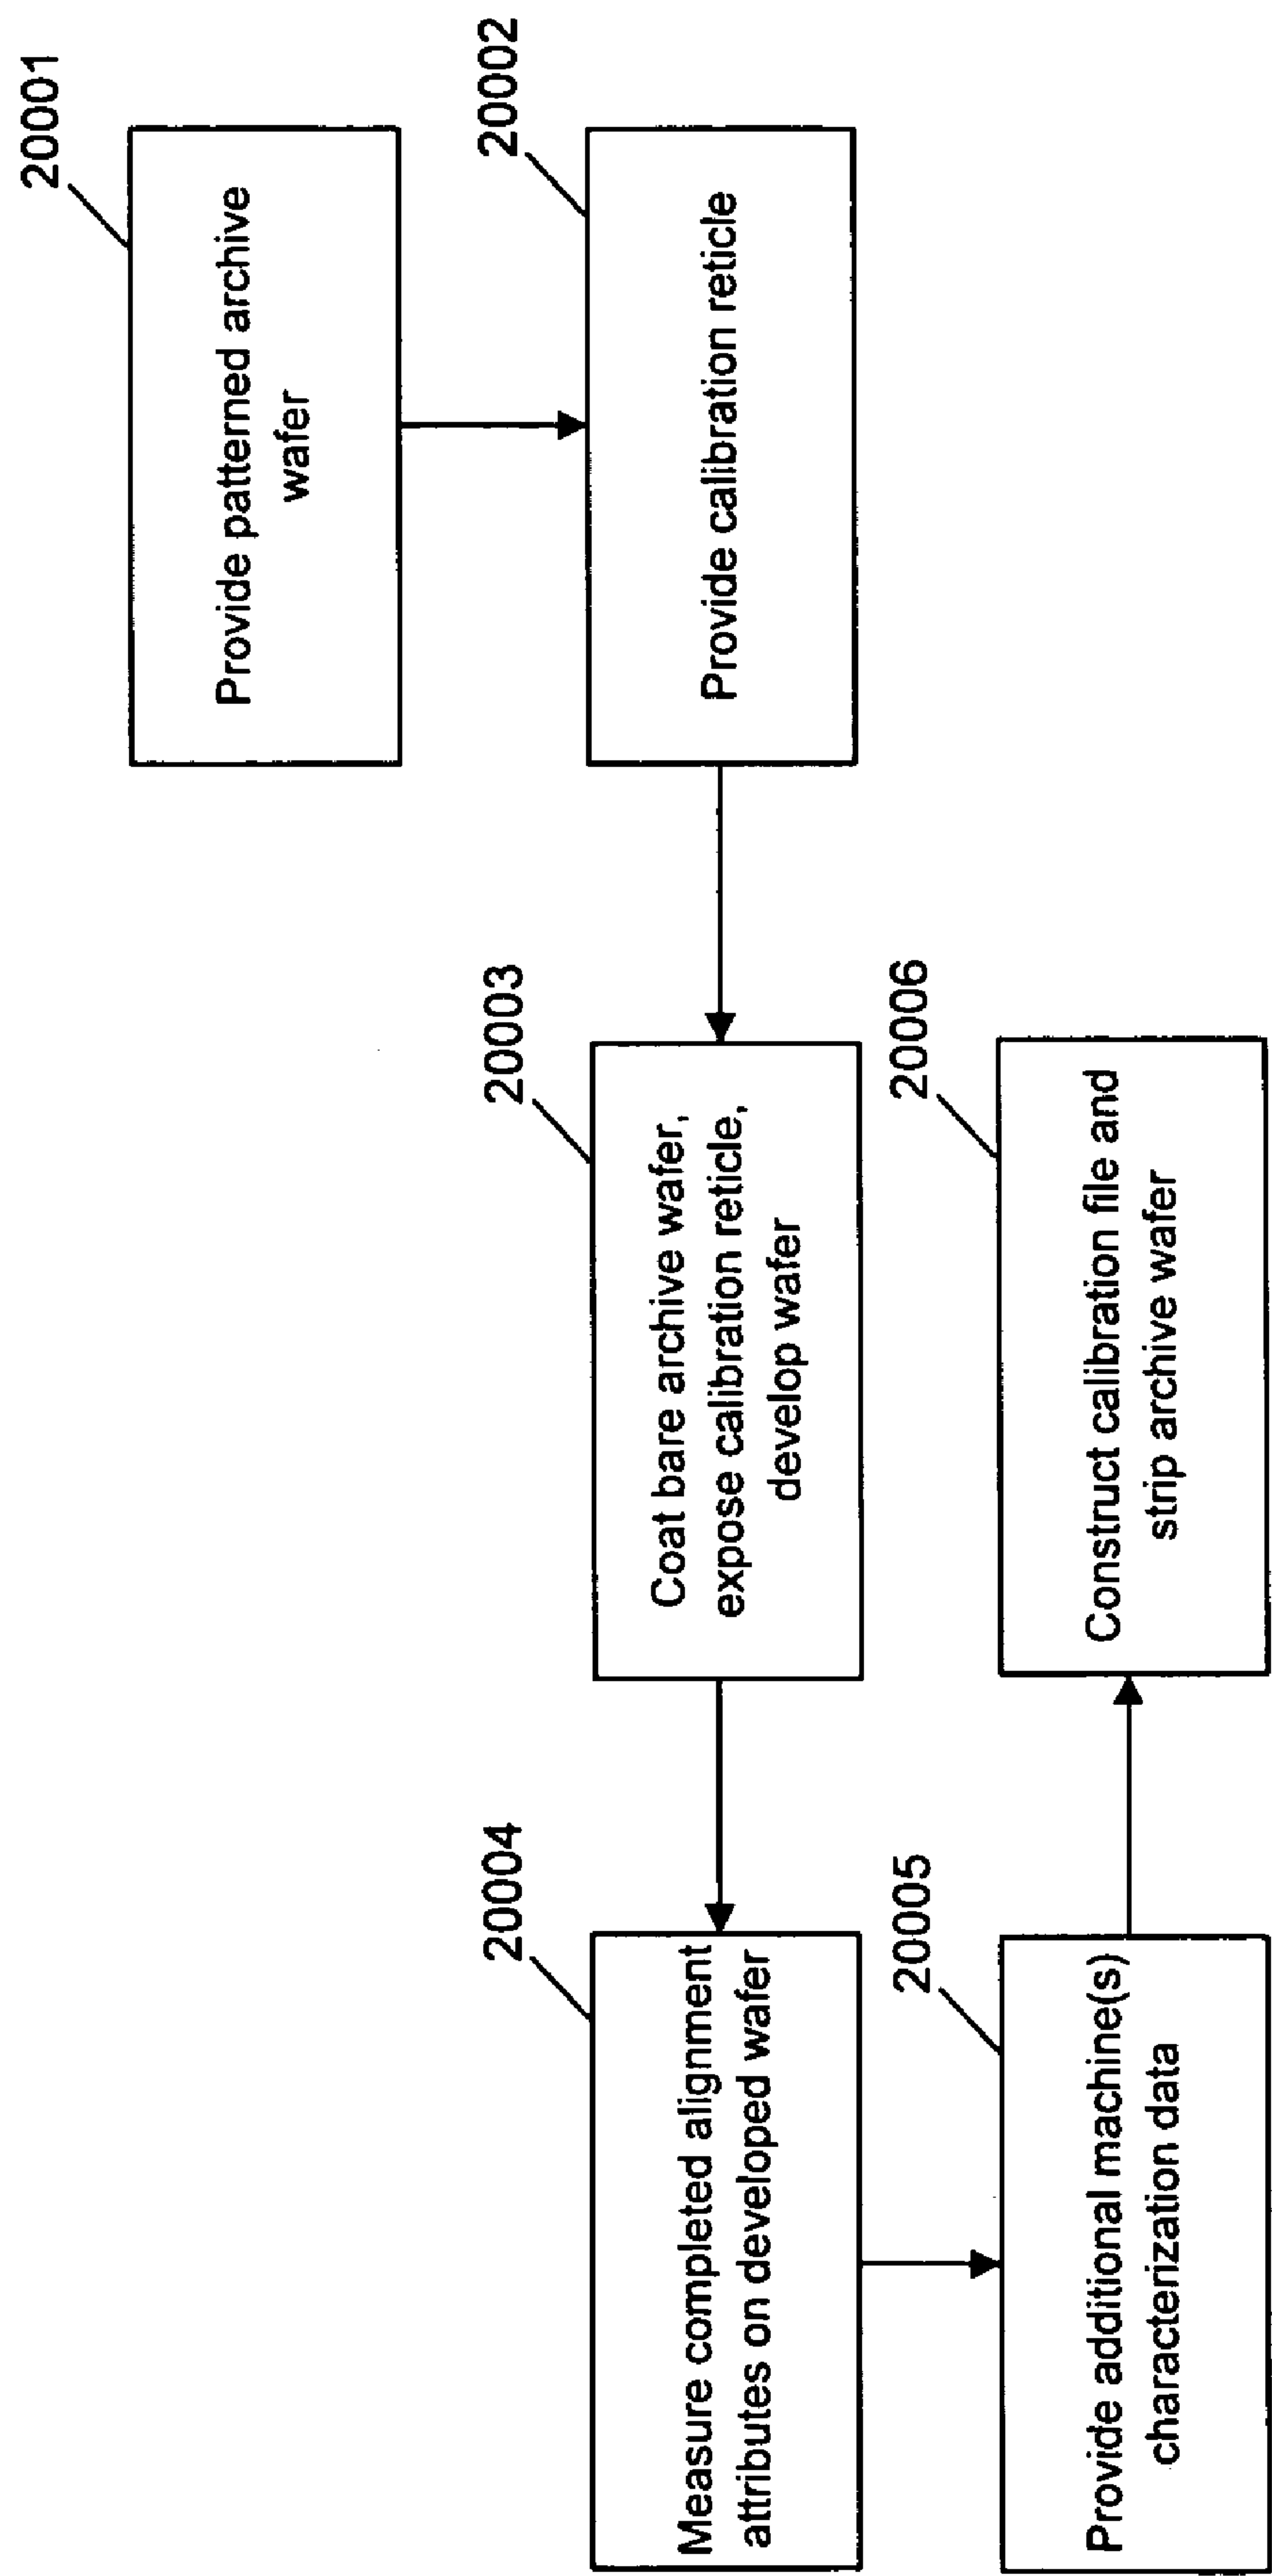 20001
Provide patterned archive
wafer
20002
Provide calibration reticle
20003
Coat bare archive wafer,
expose calibration reticle,
develop wafer
20004
Measure completed alignment
attributes on developed wafer
20005
Provide additional machine(s)
characterization data
20006
Construct calibration file and
strip archive wafer